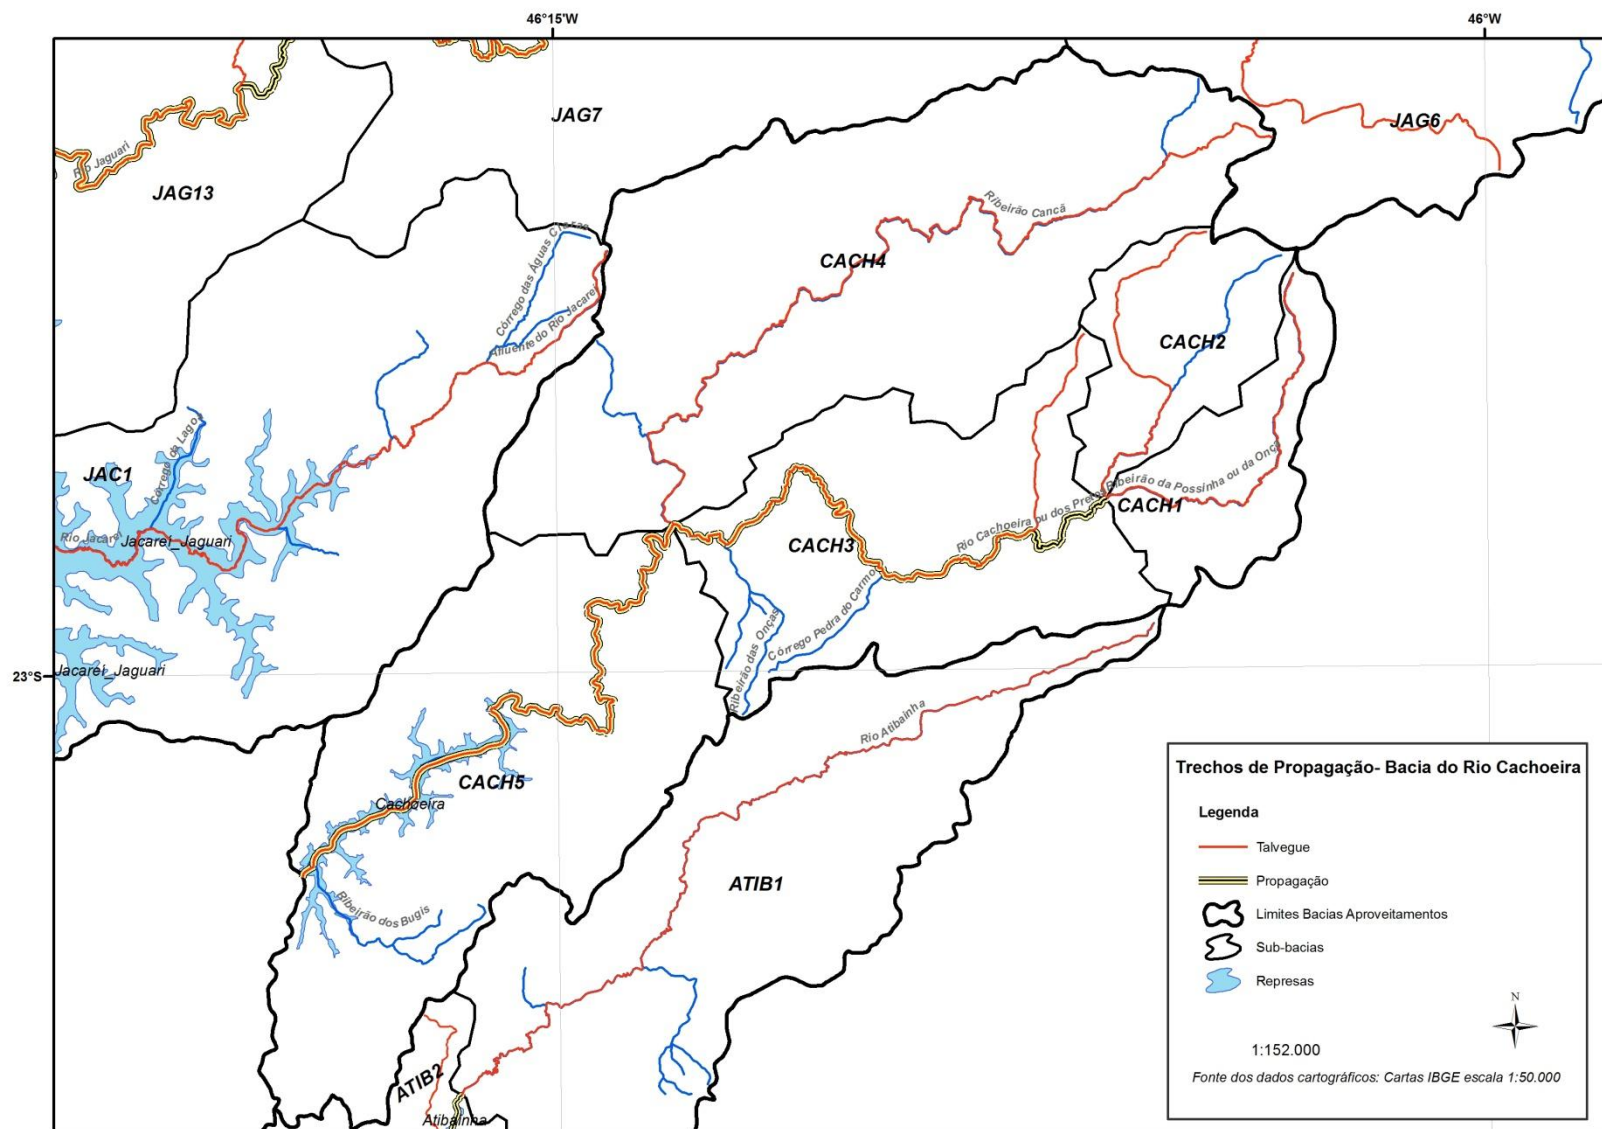 46°15'W
46°W
JAG7
JAG6
Rio Jaguari
JAG13
Ribeirão Cancã
Córrego das Águas Claras
CACH4
Afluente do Rio Jacareí
CACH2
Córrego da Lagoa
JAC1
Ribeirão da Possinha ou da Onça
CACH1
Rio Cachoeira ou dos Pretos
Rio Jacareí
Jacareí_Jaguari
CACH3
Córrego Pedra do Carmo
Ribeirão das Onças
23°S
Jacareí_Jaguari
Rio Atibainha
CACH5
Cachoeira
ATIB1
Ribeirão dos Bugis
ATIB2
Atibainha
Trechos de Propagação- Bacia do Rio Cachoeira
Legenda
Talvegue
Propagação
Limites Bacias Aproveitamentos
Sub-bacias
Represas
N
1:152.000
Fonte dos dados cartográficos: Cartas IBGE escala 1:50.000